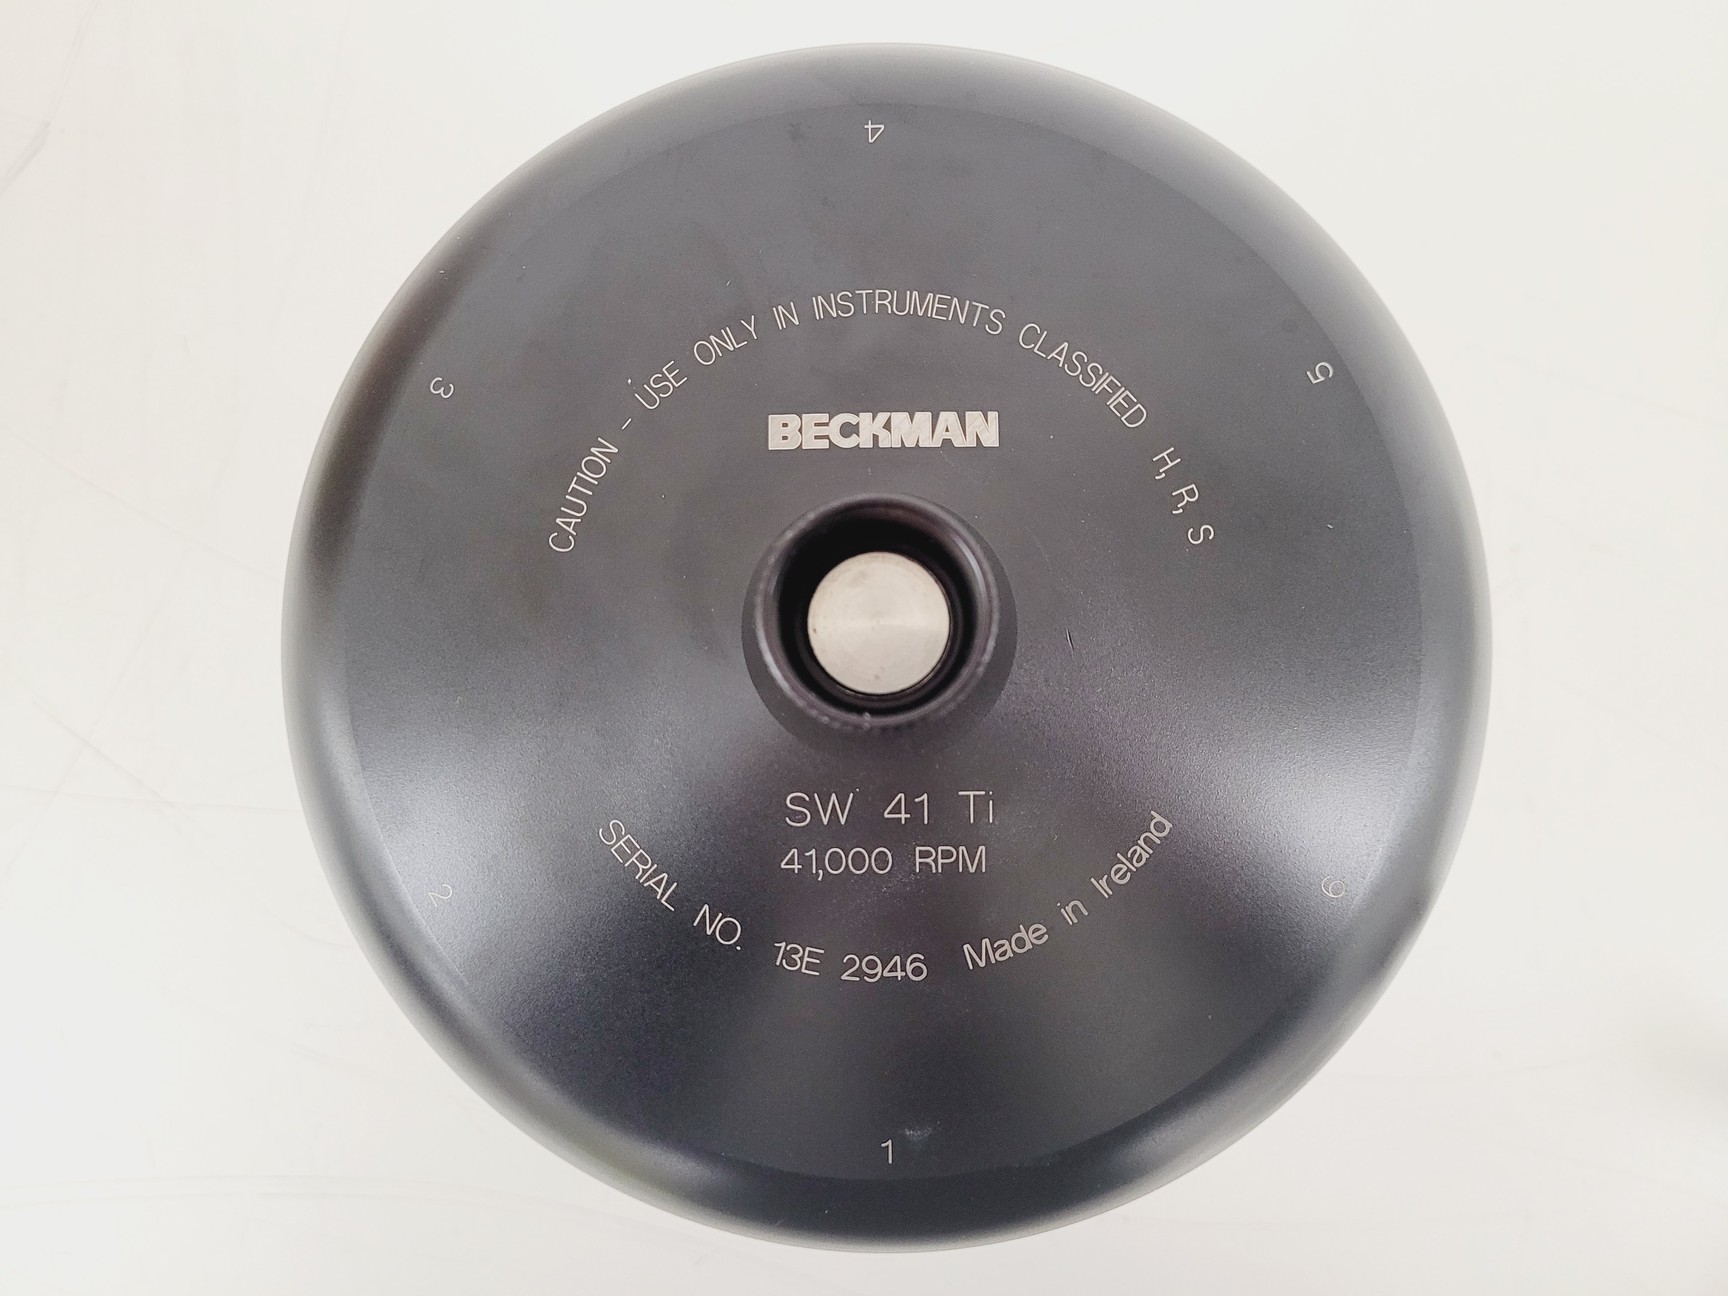 4
3
5
CAUTION - USE ONLY IN INSTRUMENTS CLASSIFIED H, R, S
BECKMAN
SW 41 Ti
41,000 RPM
SERIAL NO. 13E 2946 Made in Ireland
2
6
1